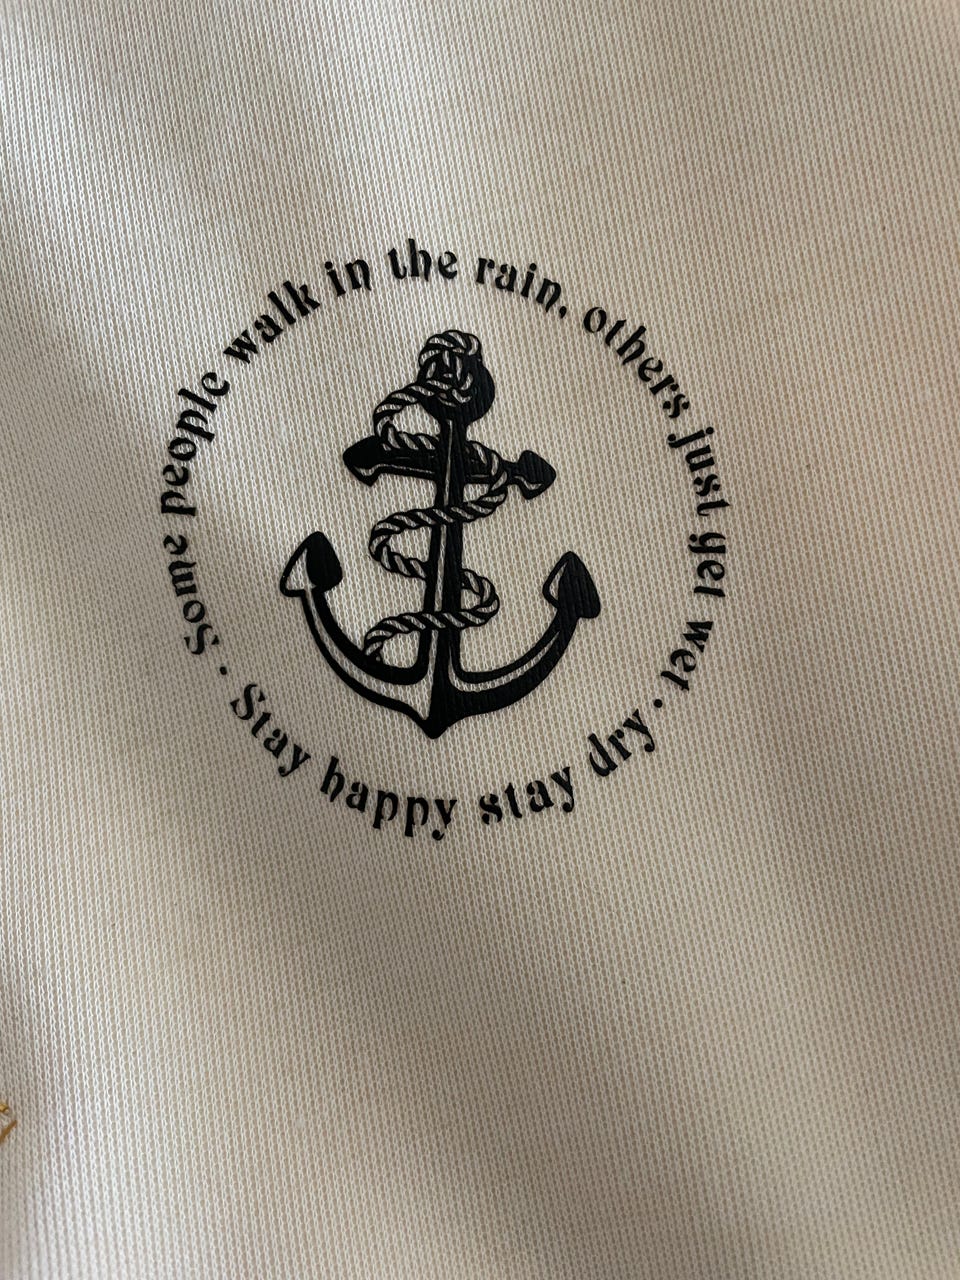 Some people walk in the rain, others just get wet .
Stay happy stay dry .